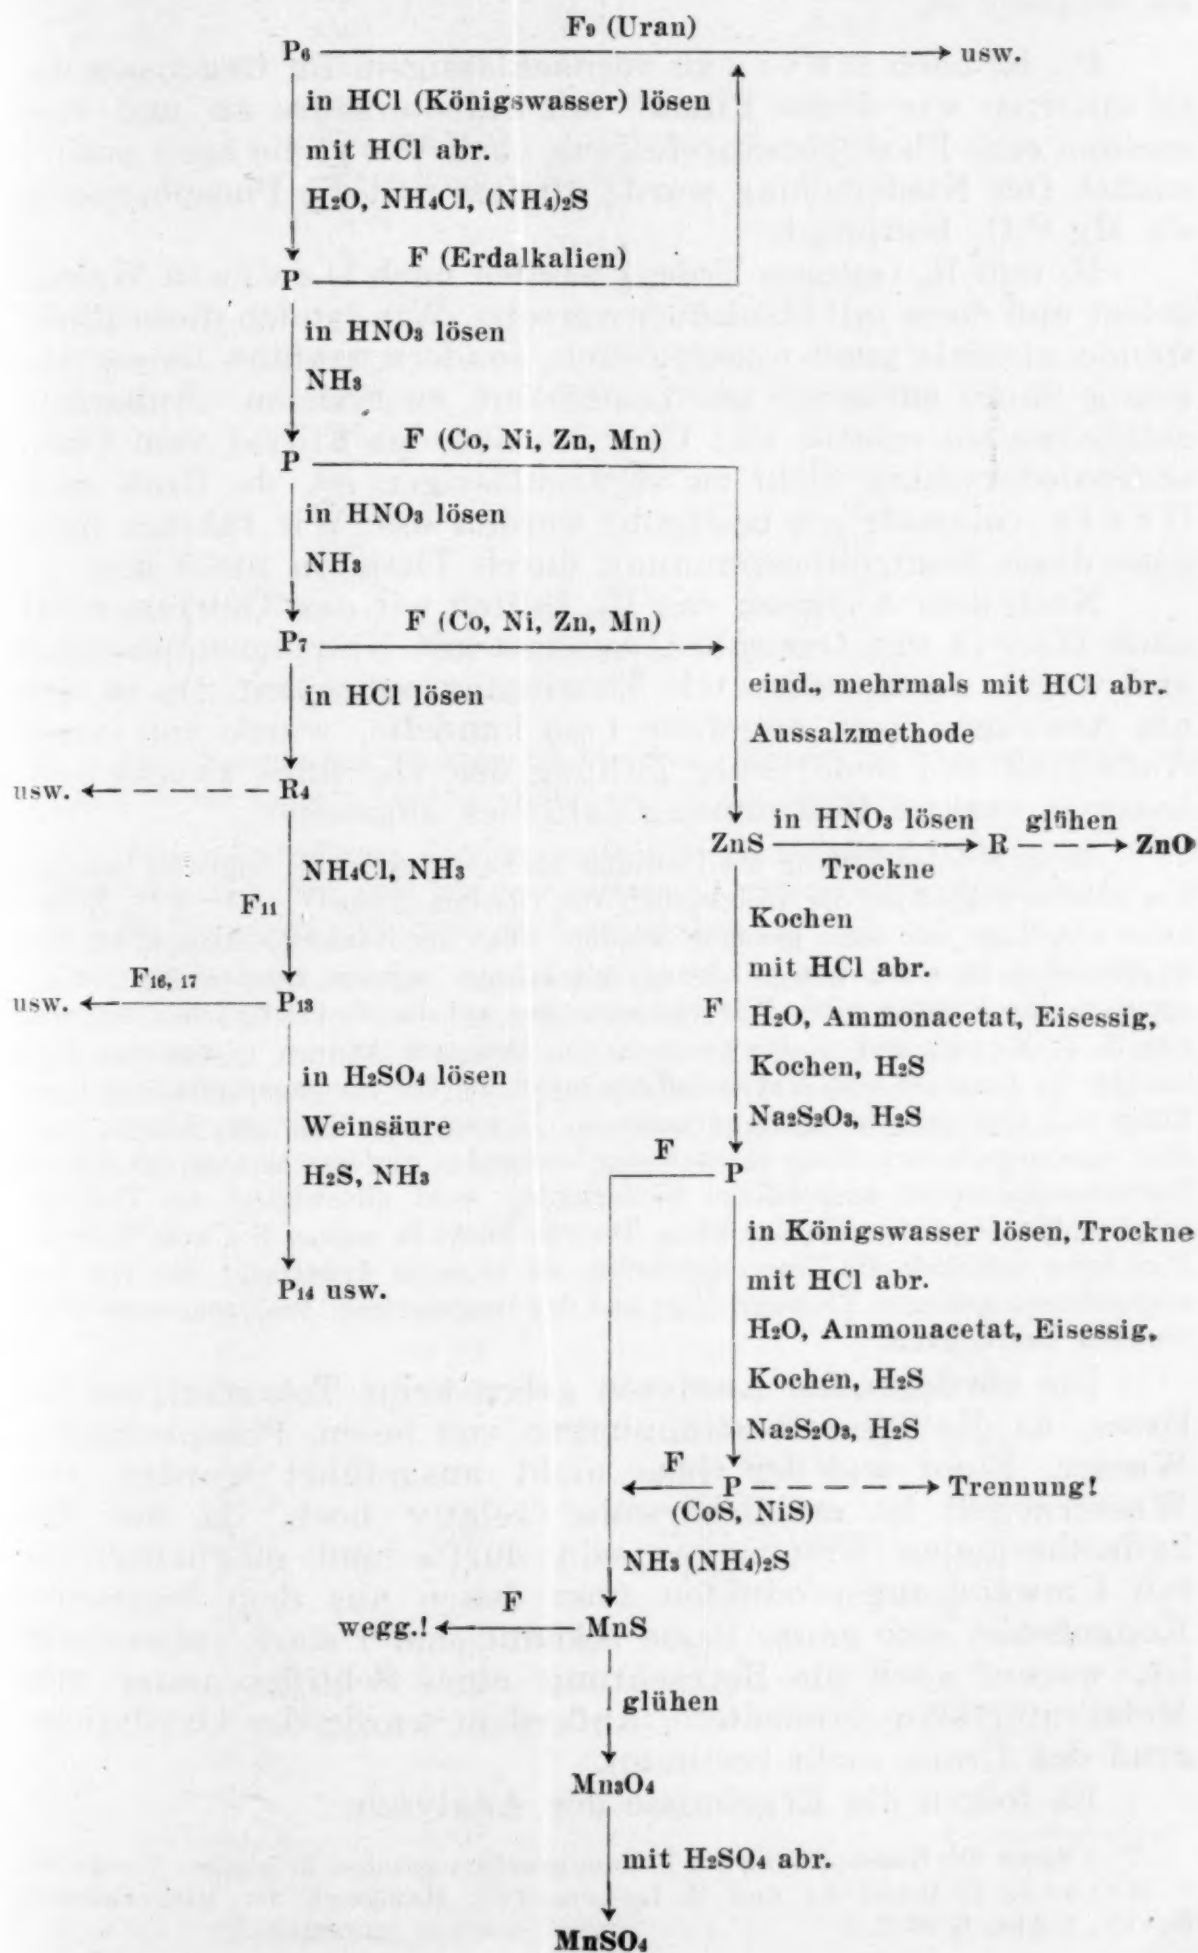 F₉ (Uran)
P₆ usw.
in HCl (Königswasser) lösen
mit HCl abr.
H₂O, NH₄Cl, (NH₄)₂S
F (Erdalkalien)
P
in HNO₃ lösen
NH₃
F (Co, Ni, Zn, Mn)
P
in HNO₃ lösen
NH₃
F (Co, Ni, Zn, Mn)
P₇
in HCl lösen
eind., mehrmals mit HCl abr.
Aussalzmethode
usw. R₄
in HNO₃ lösen glühen
ZnS R ZnO
Trockne
NH₄Cl, NH₃
F₁₁
Kochen
mit HCl abr.
F₁₆, ₁₇
usw. P₁₃
F H₂O, Ammonacetat, Eisessig,
Kochen, H₂S
Na₂S₂O₃, H₂S
in H₂SO₄ lösen
Weinsäure
H₂S, NH₃
F
P
P₁₄ usw.
in Königswasser lösen, Trockne
mit HCl abr.
H₂O, Ammonacetat, Eisessig,
Kochen, H₂S
Na₂S₂O₃, H₂S
F
P Trennung!
(CoS, NiS)
NH₃ (NH₄)₂S
F
wegg.! MnS
glühen
Mn₃O₄
mit H₂SO₄ abr.
MnSO₄